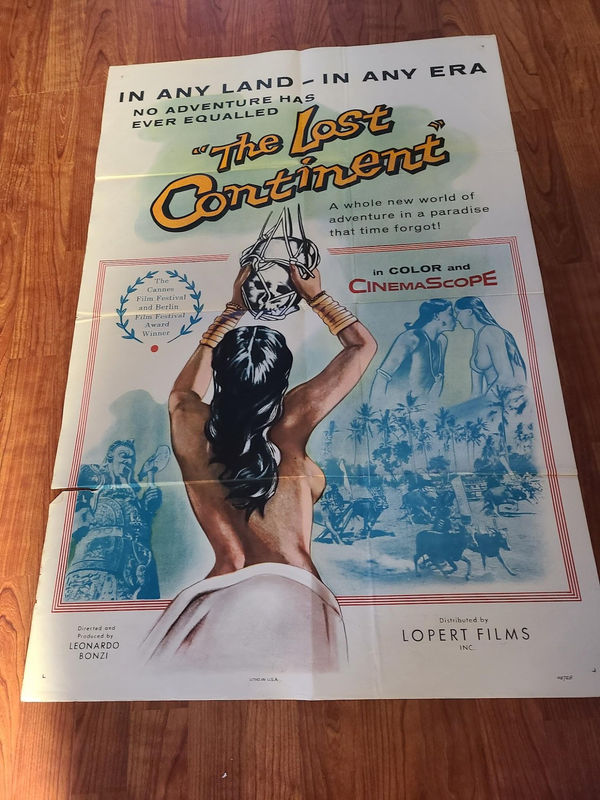 IN ANY LAND - IN ANY ERA
NO ADVENTURE HAS
EVER EQUALLED
"The Lost
Continent"
A whole new world of
adventure in a paradise
that time forgot!
in COLOR and
CINEMASCOPE
The
Cannes
Film Festival
and Berlin
Film Festival
Award
Winner
Directed and
Produced by
LEONARDO
BONZI
Distributed by
LOPERT FILMS
INC.
LITHO. IN U.S.A.